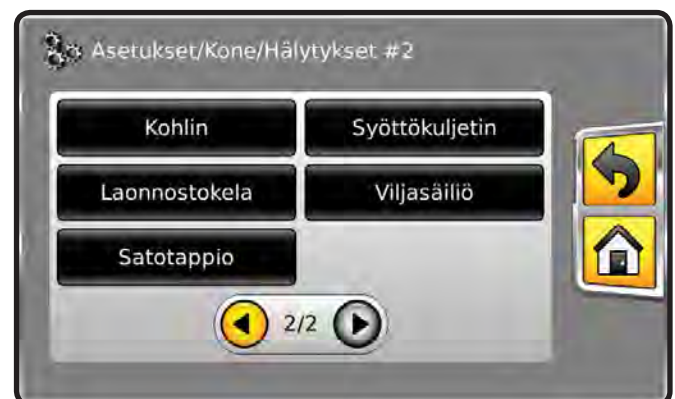 Asetukset/Kone/Hälytykset #2
Kohlin Syöttökuljetin
Laonnostokela Viljasäiliö
Satotappio
2/2